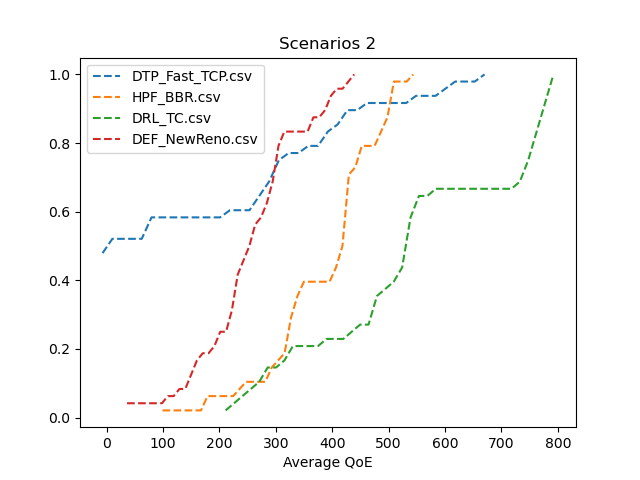 Scenarios 2
DTP_Fast_TCP.csv
HPF_BBR.csv
DRL_TC.csv
DEF_NewReno.csv
1.0
0.8
0.6
0.4
0.2
0.0
0 100 200 300 400 500 600 700 800
Average QoE